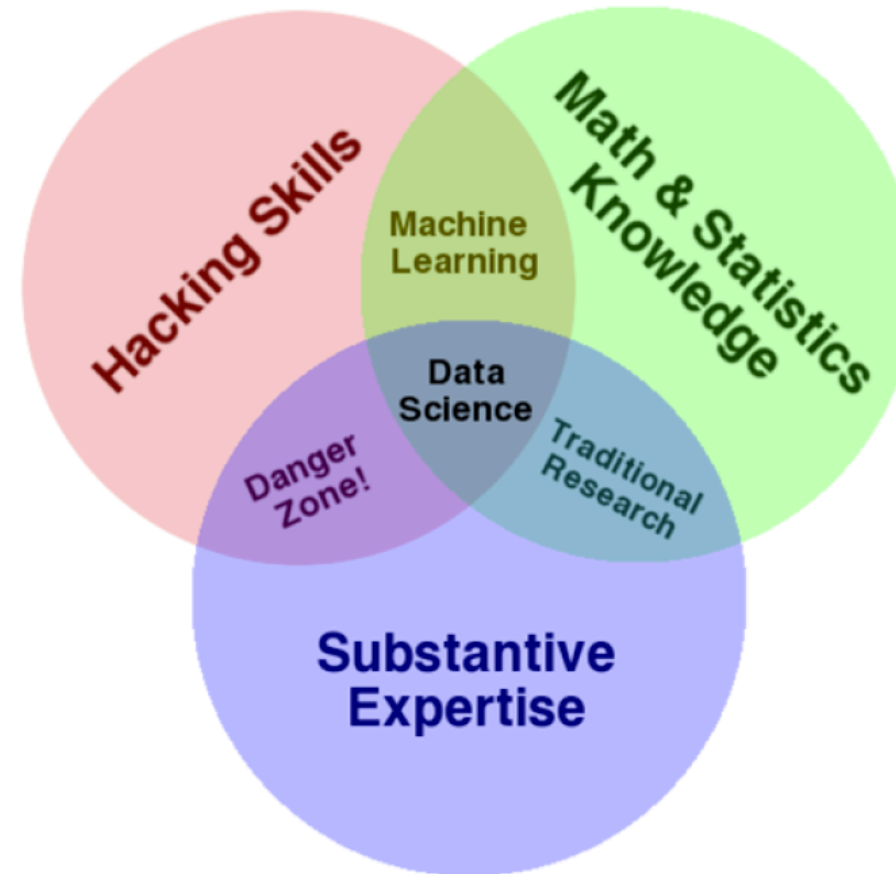 Hacking Skills
Math & Statistics
Knowledge
Machine
Learning
Data
Science
Danger
Zone!
Traditional
Research
Substantive
Expertise